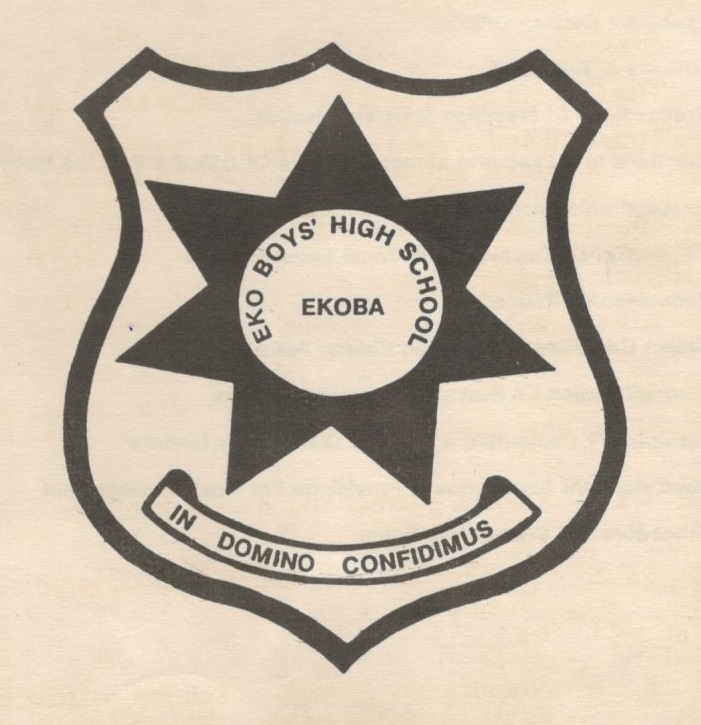 EKO BOYS' HIGH SCHOOL
EKOBA
IN DOMINO CONFIDIMUS